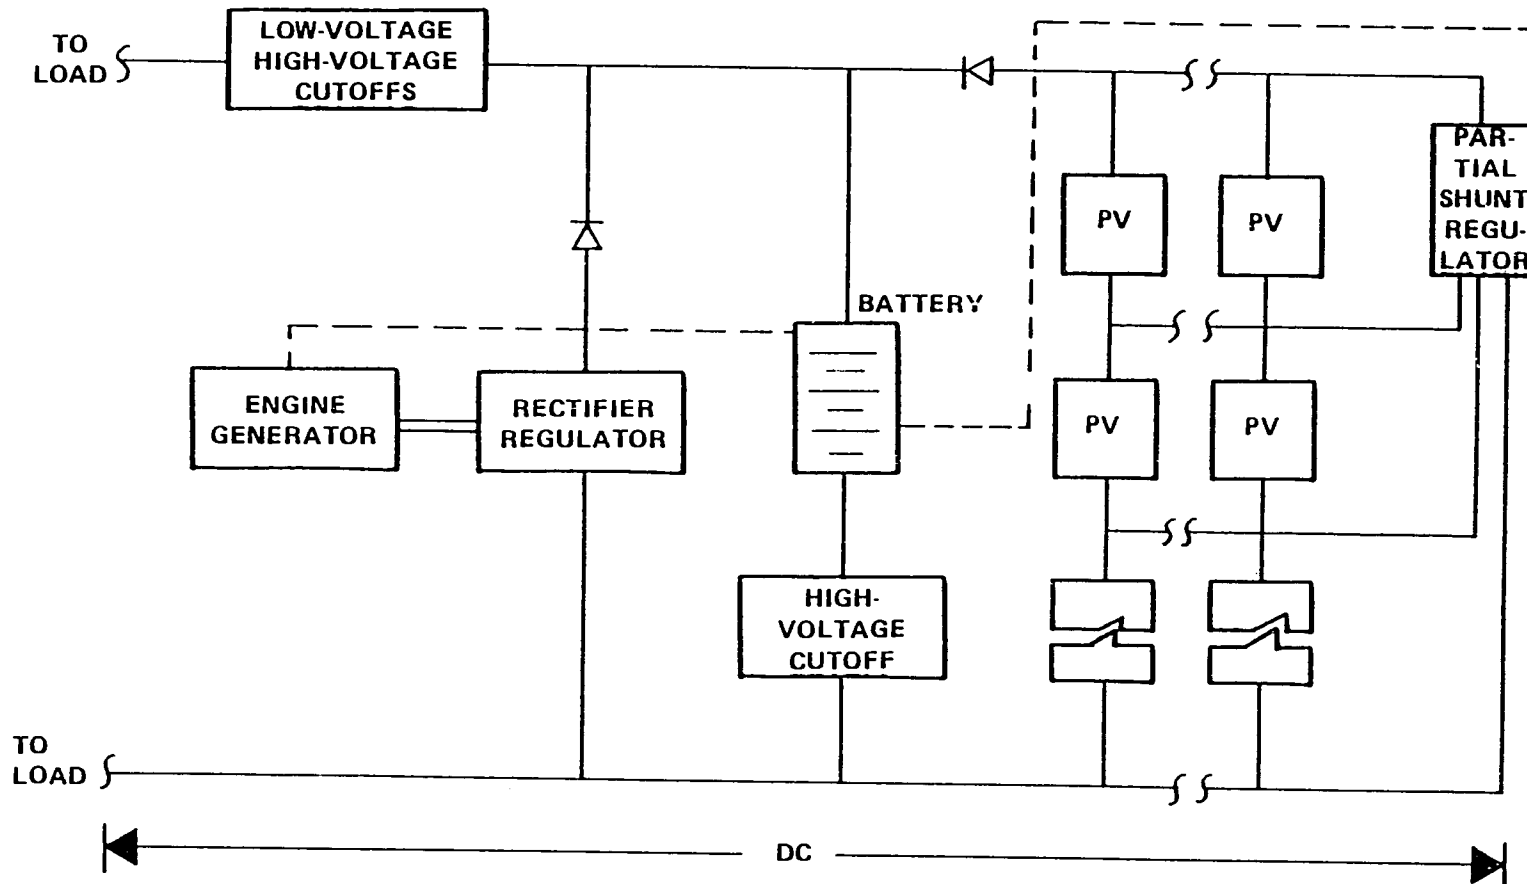 TO
LOAD
LOW-VOLTAGE
HIGH-VOLTAGE
CUTOFFS
PAR-
TIAL
SHUNT
REGU-
LATOR
PV
PV
BATTERY
ENGINE
GENERATOR
RECTIFIER
REGULATOR
PV
PV
HIGH-
VOLTAGE
CUTOFF
TO
LOAD
DC